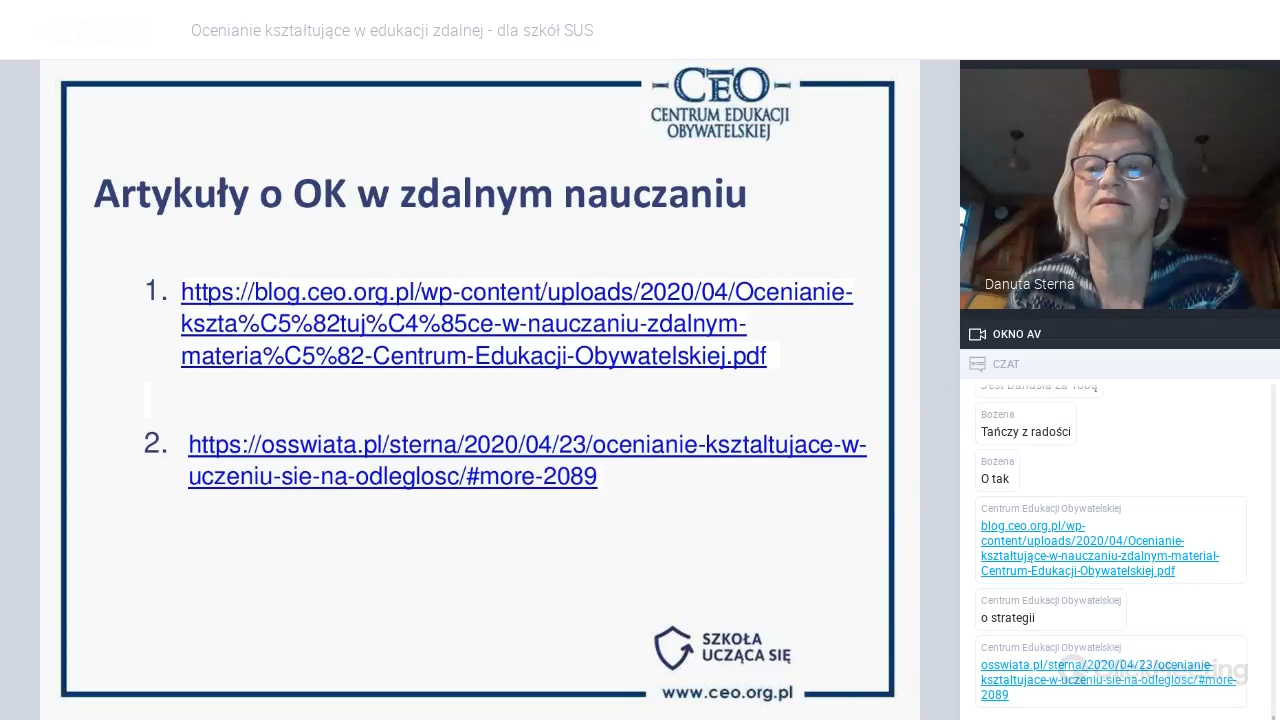 Ocenianie kształtujące w edukacji zdalnej - dla szkół SUS
CEO
CENTRUM EDUKACJI
OBYWATELSKIEJ
Artykuły o OK w zdalnym nauczaniu
1. https://blog.ceo.org.pl/wp-content/uploads/2020/04/Ocenianie-
kszta%C5%82tuj%C4%85ce-w-nauczaniu-zdalnym-
materia%C5%82-Centrum-Edukacji-Obywatelskiej.pdf
2. https://osswiata.pl/sterna/2020/04/23/ocenianie-ksztaltujace-w-
uczeniu-sie-na-odleglosc/#more-2089
SZKOŁA
UCZĄCA SIĘ
www.ceo.org.pl
Danuta Sterna
OKNO AV
CZAT
Jest Danusia za Tobą
Bożena
Tańczy z radości
Bożena
O tak
Centrum Edukacji Obywatelskiej
blog.ceo.org.pl/wp-
content/uploads/2020/04/Ocenianie-
kształtujące-w-nauczaniu-zdalnym-materiał-
Centrum-Edukacji-Obywatelskiej.pdf
Centrum Edukacji Obywatelskiej
o strategii
Centrum Edukacji Obywatelskiej
osswiata.pl/sterna/2020/04/23/ocenianie-
ksztaltujace-w-uczeniu-sie-na-odleglosc/#more-
2089